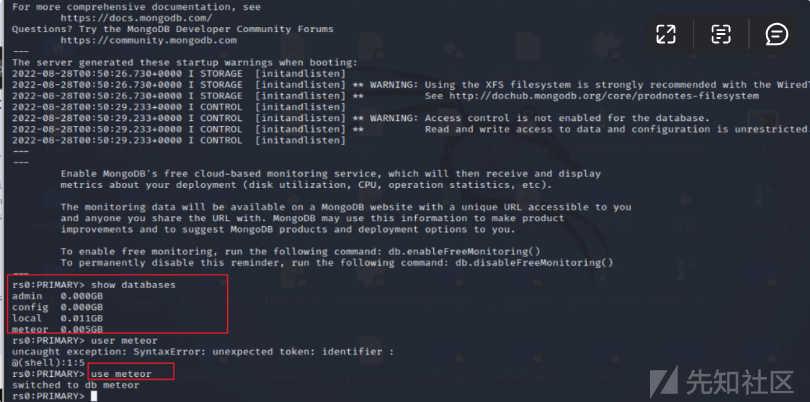 For more comprehensive documentation, see
https://docs.mongodb.com/
Questions? Try the MongoDB Developer Community Forums
https://community.mongodb.com
---
The server generated these startup warnings when booting:
2022-08-28T00:50:26.730+0000 I STORAGE [initandlisten]
2022-08-28T00:50:26.730+0000 I STORAGE [initandlisten] ** WARNING: Using the XFS filesystem is strongly recommended with the WiredT
2022-08-28T00:50:26.730+0000 I STORAGE [initandlisten] ** See http://dochub.mongodb.org/core/prodnotes-filesystem
2022-08-28T00:50:29.233+0000 I CONTROL [initandlisten]
2022-08-28T00:50:29.233+0000 I CONTROL [initandlisten] ** WARNING: Access control is not enabled for the database.
2022-08-28T00:50:29.233+0000 I CONTROL [initandlisten] ** Read and write access to data and configuration is unrestricted.
2022-08-28T00:50:29.233+0000 I CONTROL [initandlisten]
---
---
Enable MongoDB's free cloud-based monitoring service, which will then receive and display
metrics about your deployment (disk utilization, CPU, operation statistics, etc).
The monitoring data will be available on a MongoDB website with a unique URL accessible to you
and anyone you share the URL with. MongoDB may use this information to make product
improvements and to suggest MongoDB products and deployment options to you.
To enable free monitoring, run the following command: db.enableFreeMonitoring()
To permanently disable this reminder, run the following command: db.disableFreeMonitoring()
---
rs0:PRIMARY> show databases
admin 0.000GB
config 0.000GB
local 0.011GB
meteor 0.005GB
rs0:PRIMARY> user meteor
uncaught exception: SyntaxError: unexpected token: identifier :
@(shell):1:5
rs0:PRIMARY> use meteor
switched to db meteor
rs0:PRIMARY>
先知社区